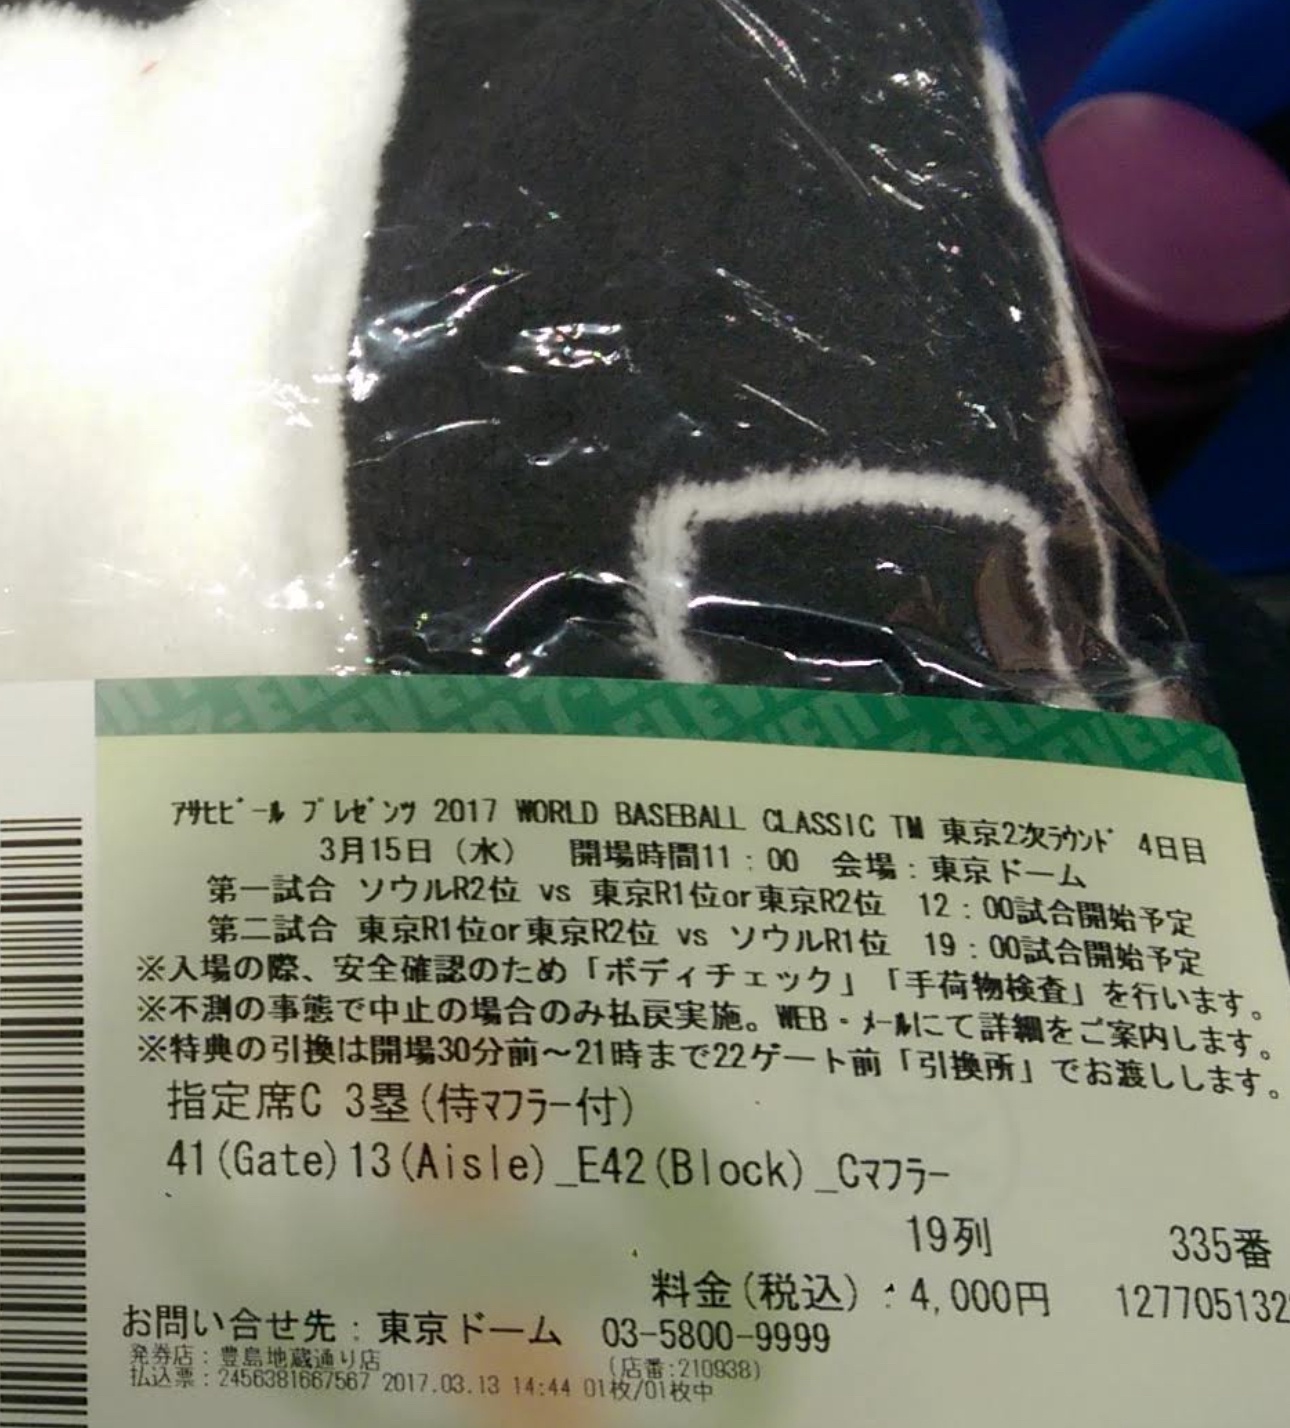 7-ELEVEN
ｱｻﾋﾋﾞｰﾙ ﾌﾟﾚｾﾞﾝﾂ 2017 WORLD BASEBALL CLASSIC TM 東京2次ﾗｳﾝﾄﾞ 4日目
3月15日（水） 開場時間11：00 会場：東京ドーム
第一試合 ソウルR2位 vs 東京R1位or東京R2位 12：00試合開始予定
第二試合 東京R1位or東京R2位 vs ソウルR1位 19：00試合開始予定
※入場の際、安全確認のため「ボディチェック」「手荷物検査」を行います。
※不測の事態で中止の場合のみ払戻実施。WEB・ﾒｰﾙにて詳細をご案内します。
※特典の引換は開場30分前～21時まで22ゲート前「引換所」でお渡しします。
指定席C 3塁(侍ﾏﾌﾗｰ付)
41(Gate)13(Aisle)_E42(Block)_Cﾏﾌﾗｰ
19列 335番
料金(税込)：4,000円 127705132
お問い合せ先：東京ドーム 03-5800-9999
発券店：豊島地蔵通り店 (店番:210938)
払込票：2456381667567 2017.03.13 14:44 01枚/01枚中